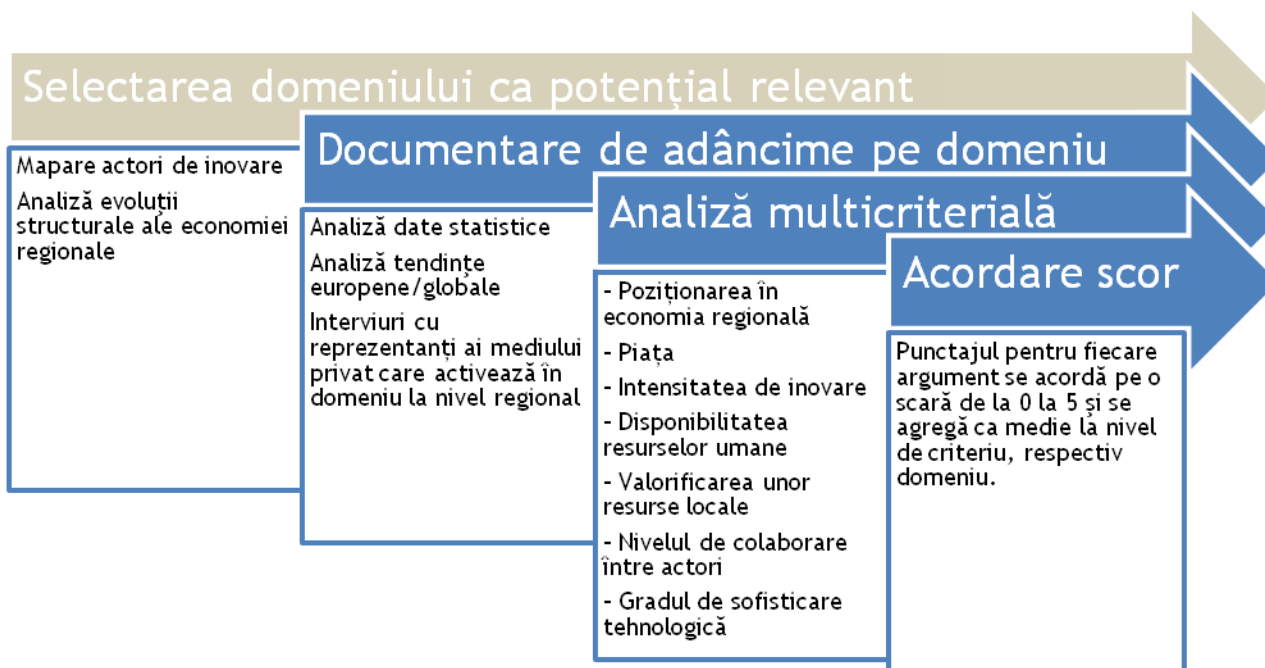 Selectarea domeniului ca potențial relevant
Mapare actori de inovare
Analiză evoluții
structurale ale economiei
regionale
Documentare de adâncime pe domeniu
Analiză date statistice
Analiză tendințe
europene/globale
Interviuri cu
reprezentanți ai mediului
privat care activează în
domeniu la nivel regional
Analiză multicriterială
- Poziționarea în
economia regională
- Piața
- Intensitatea de inovare
- Disponibilitatea
resurselor umane
- Valorificarea unor
resurse locale
- Nivelul de colaborare
între actori
- Gradul de sofisticare
tehnologică
Acordare scor
Punctajul pentru fiecare
argument se acordă pe o
scară de la 0 la 5 și se
agregă ca medie la nivel
de criteriu, respectiv
domeniu.